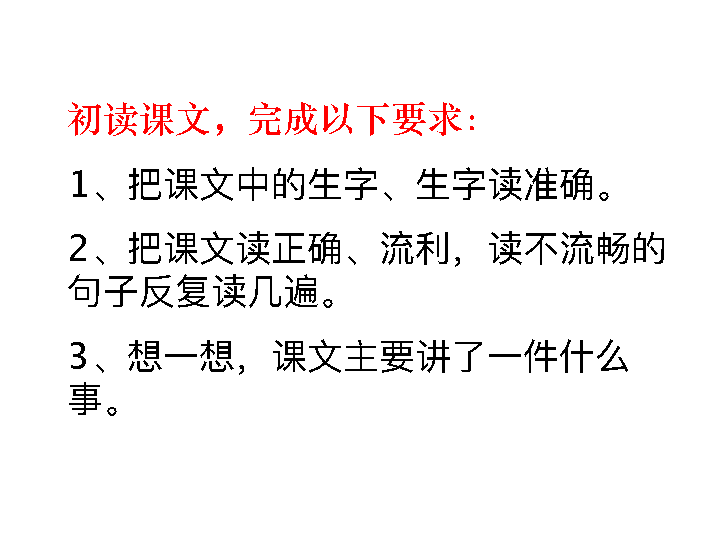 初读课文，完成以下要求：
1、把课文中的生字、生字读准确。
2、把课文读正确、流利，读不流畅的
句子反复读几遍。
3、想一想，课文主要讲了一件什么
事。